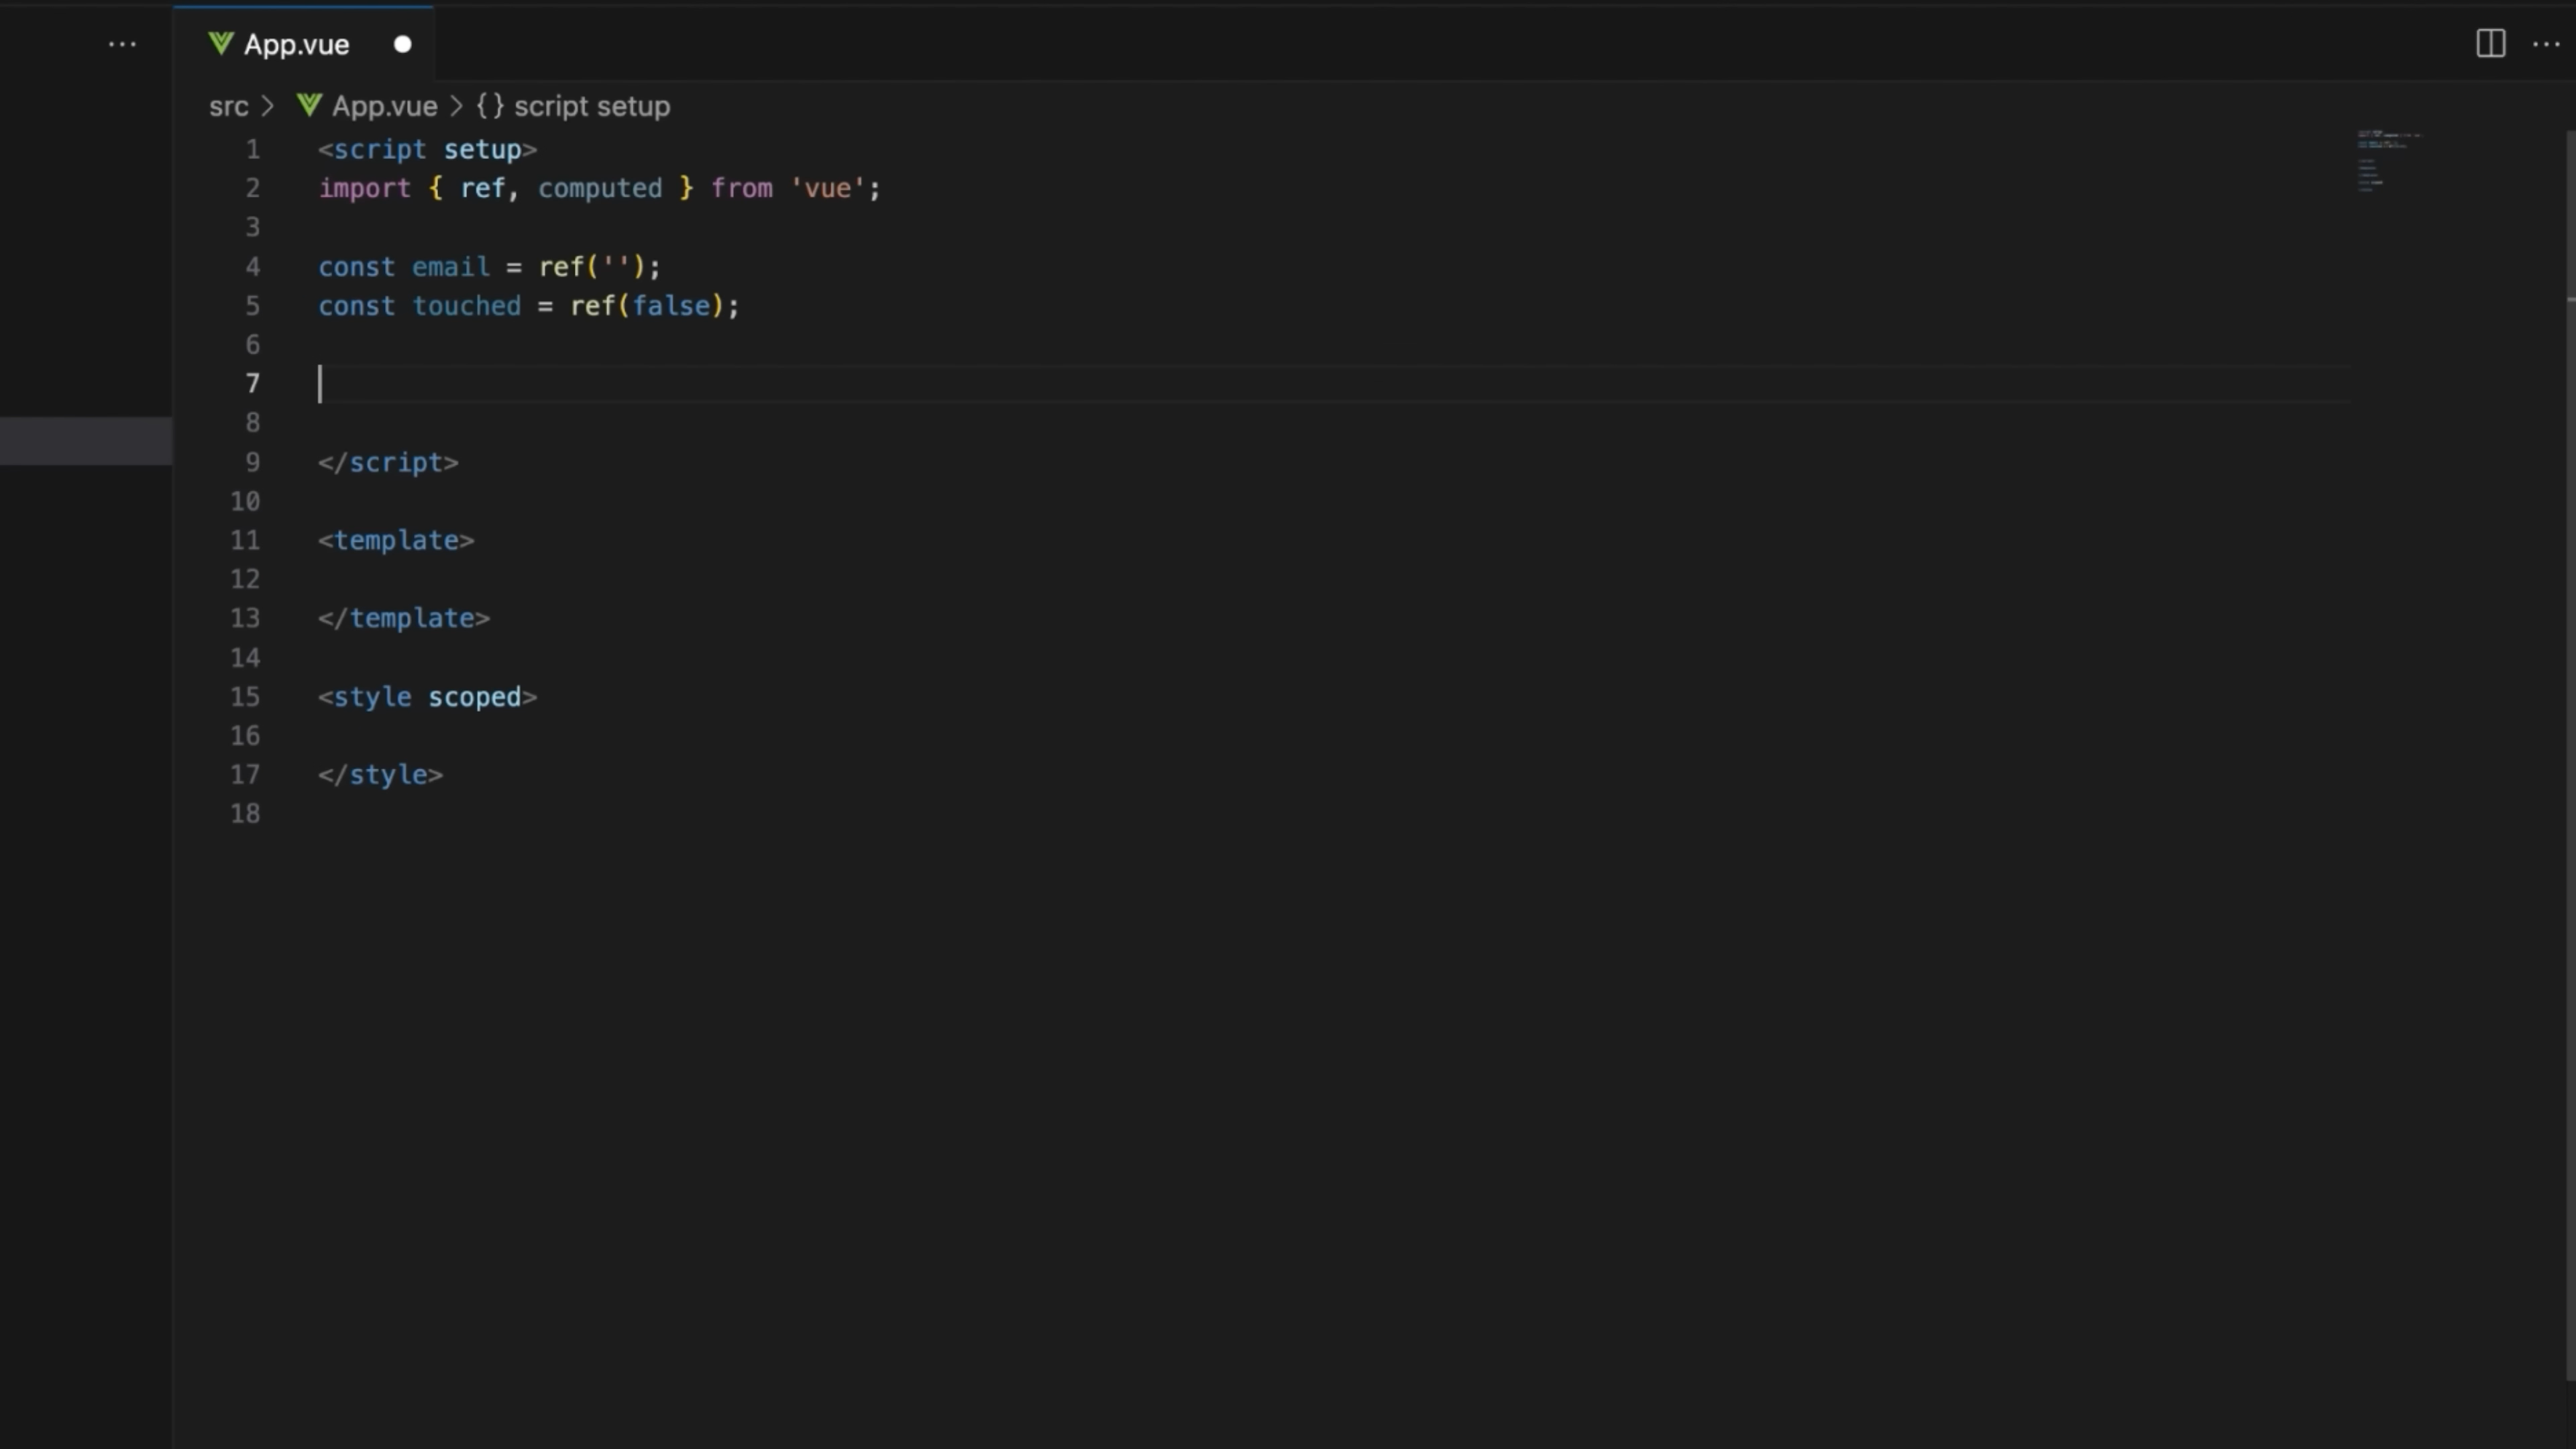 App.vue
src > App.vue > {} script setup
1 <script setup>
2 import { ref, computed } from 'vue';
3
4 const email = ref('');
5 const touched = ref(false);
6
7
8
9 </script>
10
11 <template>
12
13 </template>
14
15 <style scoped>
16
17 </style>
18